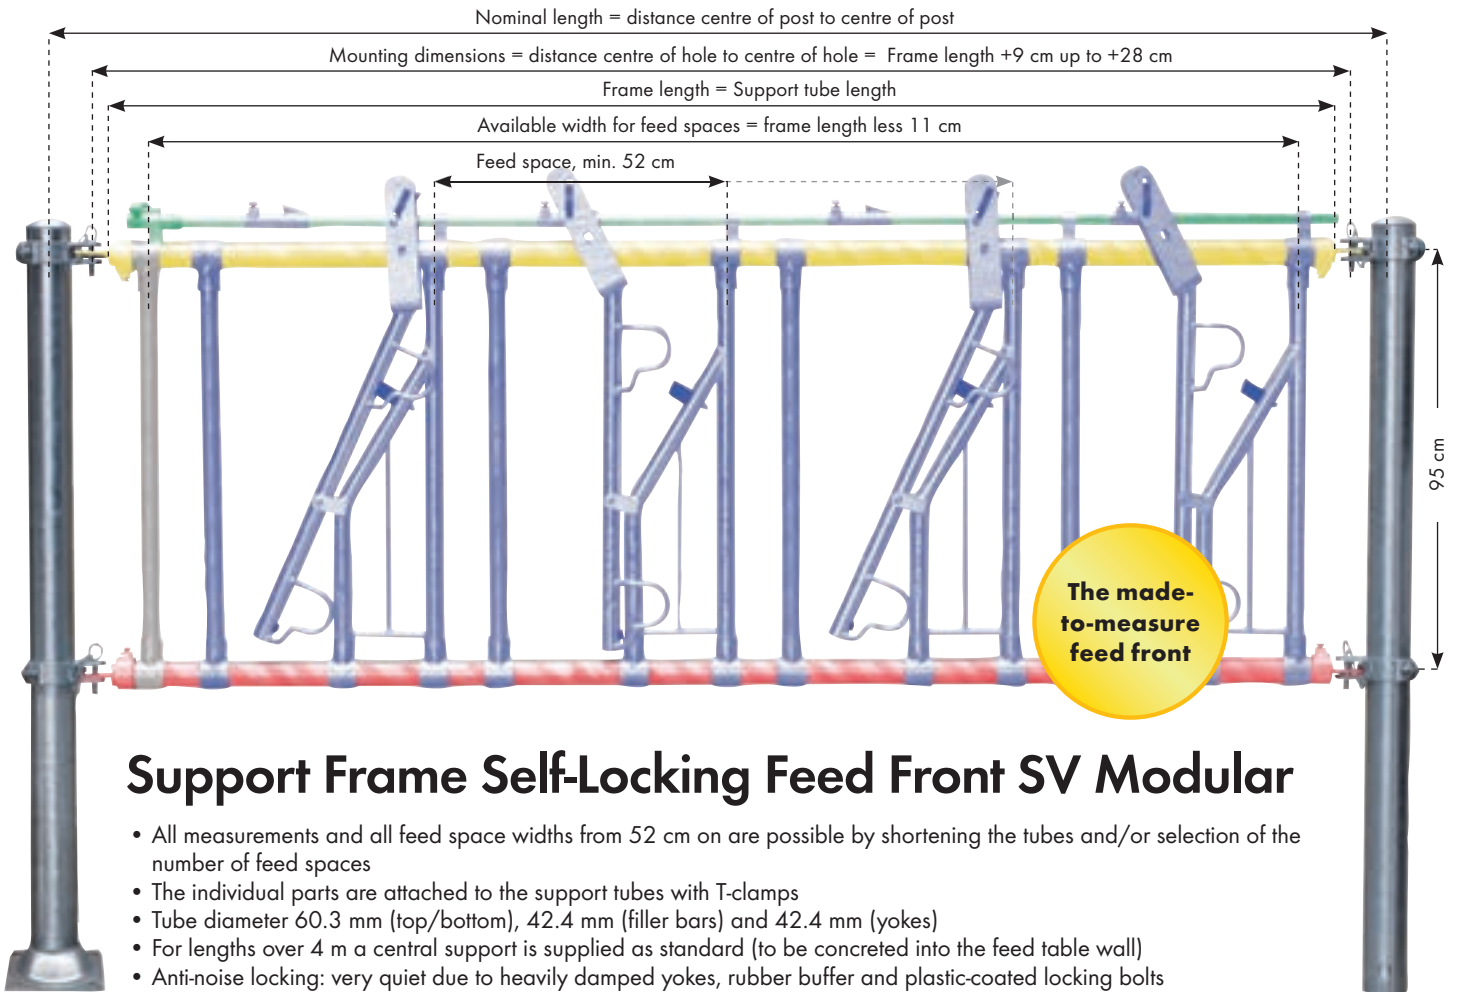 Nominal length = distance centre of post to centre of post
Mounting dimensions = distance centre of hole to centre of hole = Frame length +9 cm up to +28 cm
Frame length = Support tube length
Available width for feed spaces = frame length less 11 cm
Feed space, min. 52 cm
95 cm
The made-
to-measure
feed front
Support Frame Self-Locking Feed Front SV Modular
• All measurements and all feed space widths from 52 cm on are possible by shortening the tubes and/or selection of the
number of feed spaces
• The individual parts are attached to the support tubes with T-clamps
• Tube diameter 60.3 mm (top/bottom), 42.4 mm (filler bars) and 42.4 mm (yokes)
• For lengths over 4 m a central support is supplied as standard (to be concreted into the feed table wall)
• Anti-noise locking: very quiet due to heavily damped yokes, rubber buffer and plastic-coated locking bolts